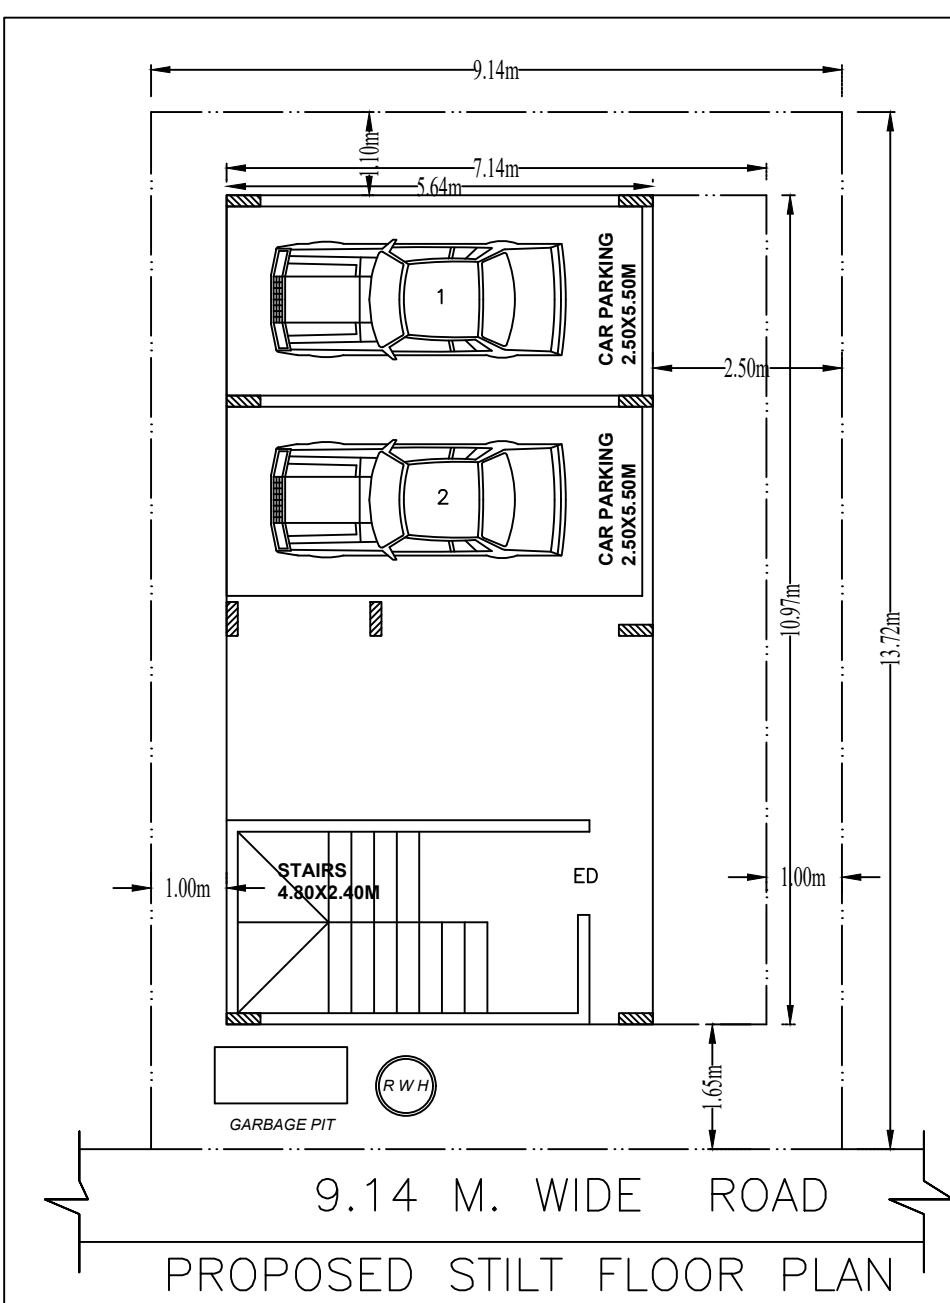 9.14m
1.10m
7.14m
5.64m
1
CAR PARKING
2.50X5.50M
2.50m
2
CAR PARKING
2.50X5.50M
10.97m
13.72m
STAIRS
4.80X2.40M
ED
1.00m
1.00m
1.65m
RWH
GARBAGE PIT
9.14 M. WIDE ROAD
PROPOSED STILT FLOOR PLAN